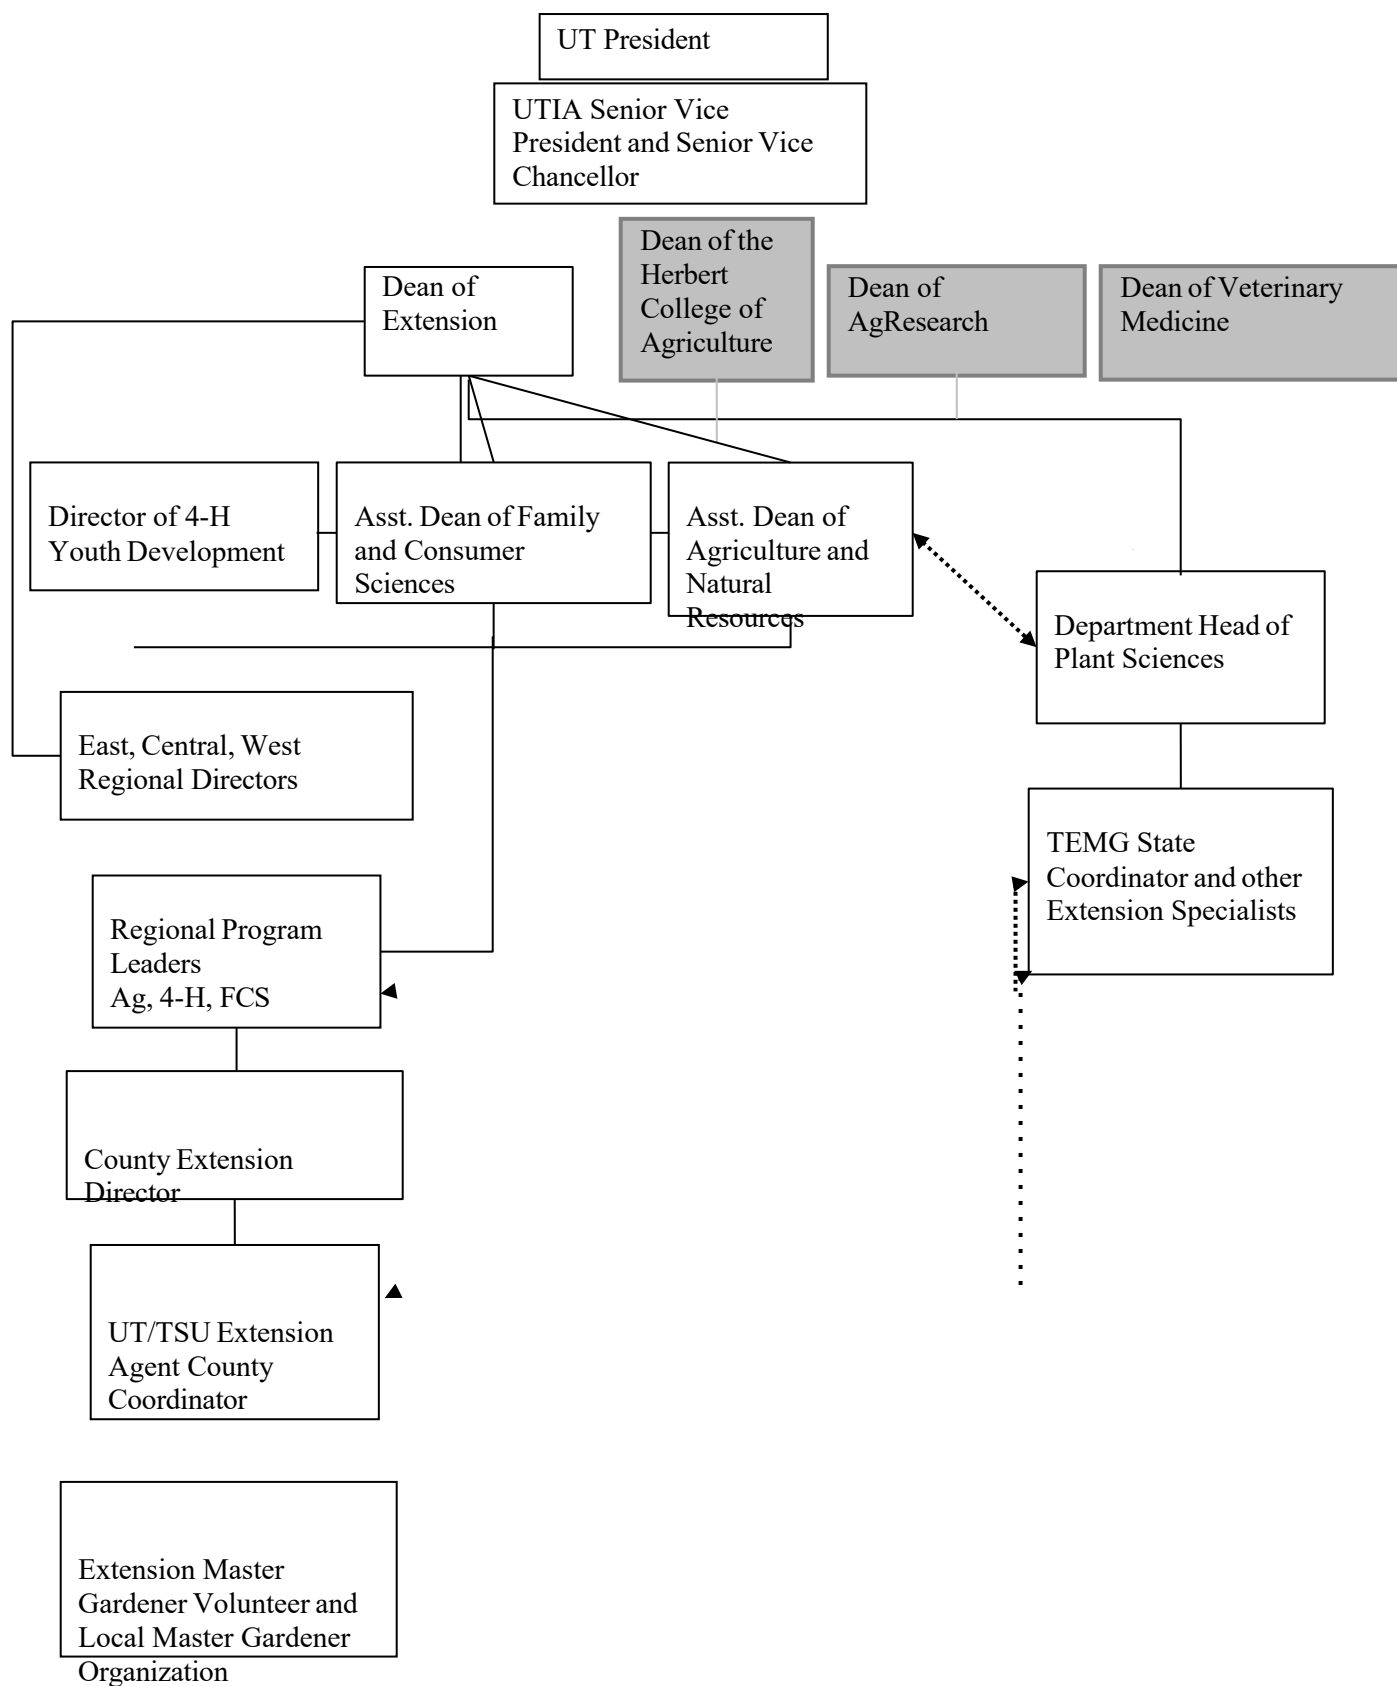 UT President
UTIA Senior Vice
President and Senior Vice
Chancellor
Dean of the
Herbert
College of
Agriculture
Dean of
Extension
Dean of
AgResearch
Dean of Veterinary
Medicine
Director of 4-H
Youth Development
Asst. Dean of Family
and Consumer
Sciences
Asst. Dean of
Agriculture and
Natural
Resources
Department Head of
Plant Sciences
East, Central, West
Regional Directors
TEMG State
Coordinator and other
Extension Specialists
Regional Program
Leaders
Ag, 4-H, FCS
County Extension
Director
UT/TSU Extension
Agent County
Coordinator
Extension Master
Gardener Volunteer and
Local Master Gardener
Organization